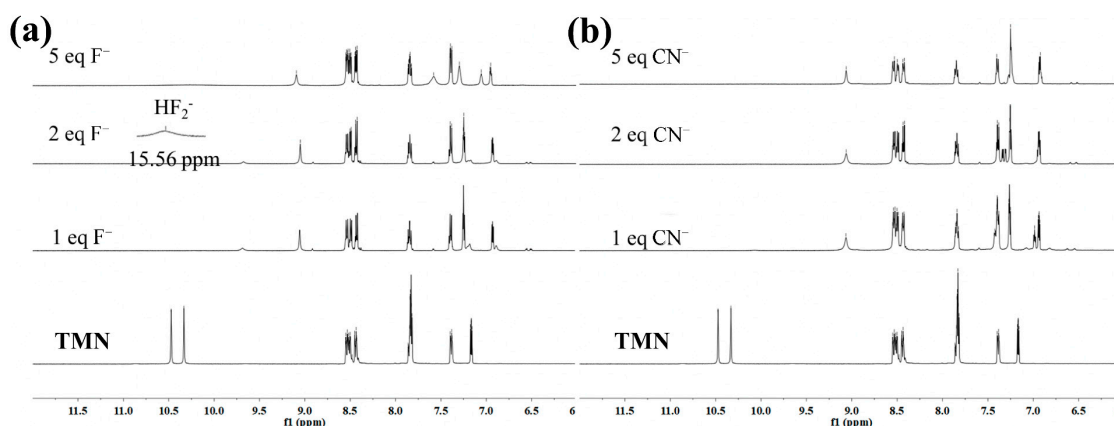 (a)
5 eq F⁻
HF₂⁻
2 eq F⁻
15.56 ppm
1 eq F⁻
TMN
11.5 11.0 10.5 10.0 9.5 9.0 8.5 8.0 7.5 7.0 6.5 6
f1 (ppm)
(b)
5 eq CN⁻
2 eq CN⁻
1 eq CN⁻
TMN
11.5 11.0 10.5 10.0 9.5 9.0 8.5 8.0 7.5 7.0 6.5
f1 (ppm)